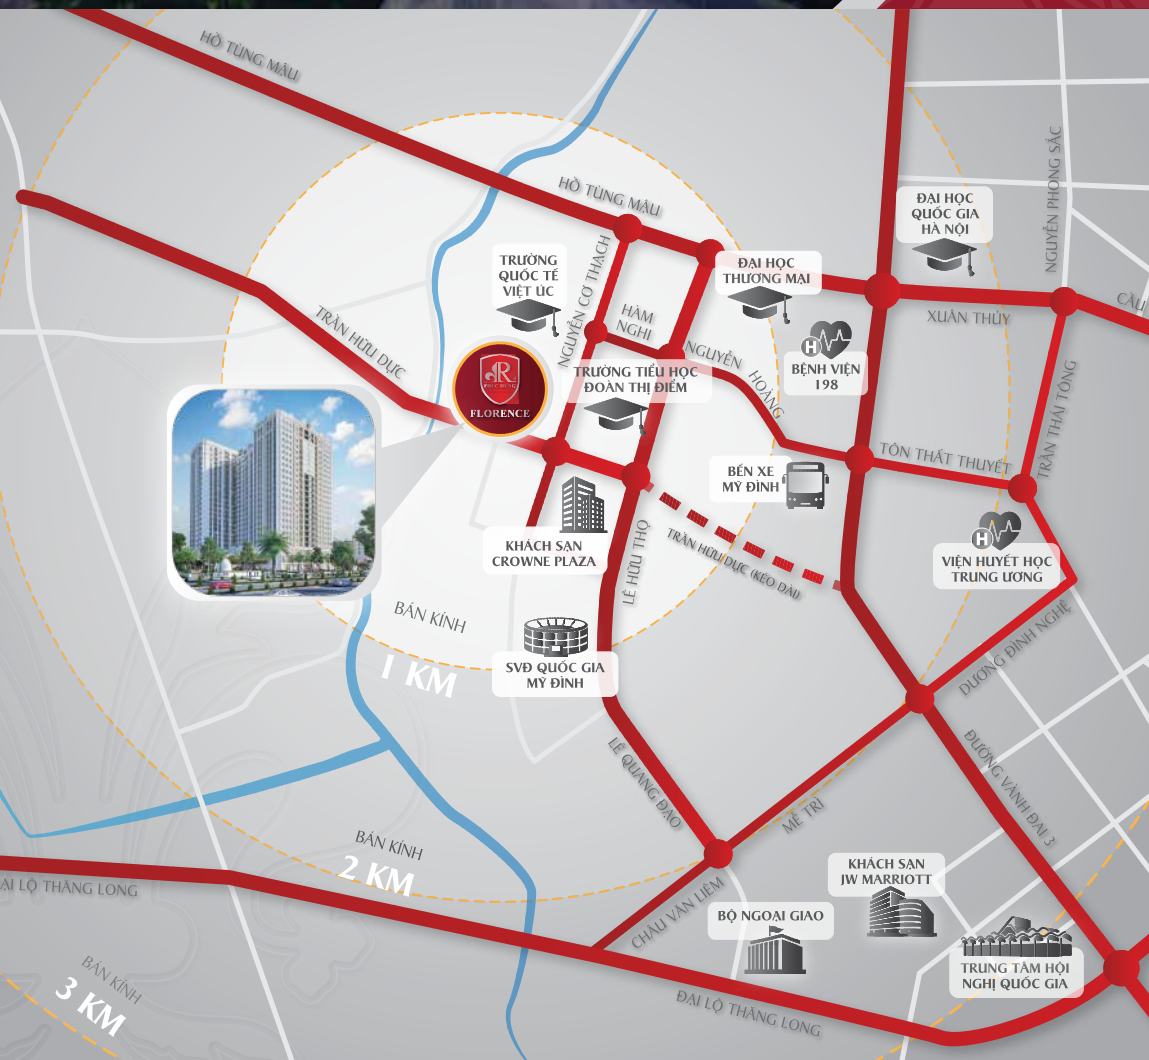 HỒ TÙNG MẬU
HỒ TÙNG MẬU
NGUYỄN PHONG SẮC
ĐẠI HỌC
QUỐC GIA
HÀ NỘI
TRƯỜNG
QUỐC TẾ
VIỆT ÚC
NGUYỄN CƠ THẠCH
ĐẠI HỌC
THƯƠNG MẠI
CẦU
XUÂN THỦY
HÀM
NGHI
TRẦN HỮU DỰC
NGUYỄN
HOÀNG
BỆNH VIỆN
198
H
TRƯỜNG TIỂU HỌC
ĐOÀN THỊ ĐIỂM
R
PHUC HUNG
FLORENCE
TRẦN THÁI TÔNG
TÔN THẤT THUYẾT
BẾN XE
MỸ ĐÌNH
KHÁCH SẠN
CROWNE PLAZA
LÊ HỮU THỌ
TRẦN HỮU DỰC (KÉO DÀI)
H
VIỆN HUYẾT HỌC
TRUNG ƯƠNG
BÁN KÍNH
1 KM
SVĐ QUỐC GIA
MỸ ĐÌNH
DƯƠNG ĐÌNH NGHỆ
LÊ QUANG ĐẠO
ĐƯỜNG VÀNH ĐAI 3
MỄ TRÌ
BÁN KÍNH
2 KM
ẠI LỘ THĂNG LONG
KHÁCH SẠN
JW MARRIOTT
CHÂU VĂN LIÊM
BỘ NGOẠI GIAO
TRUNG TÂM HỘI
NGHỊ QUỐC GIA
BÁN KÍNH
3 KM
ĐẠI LỘ THĂNG LONG